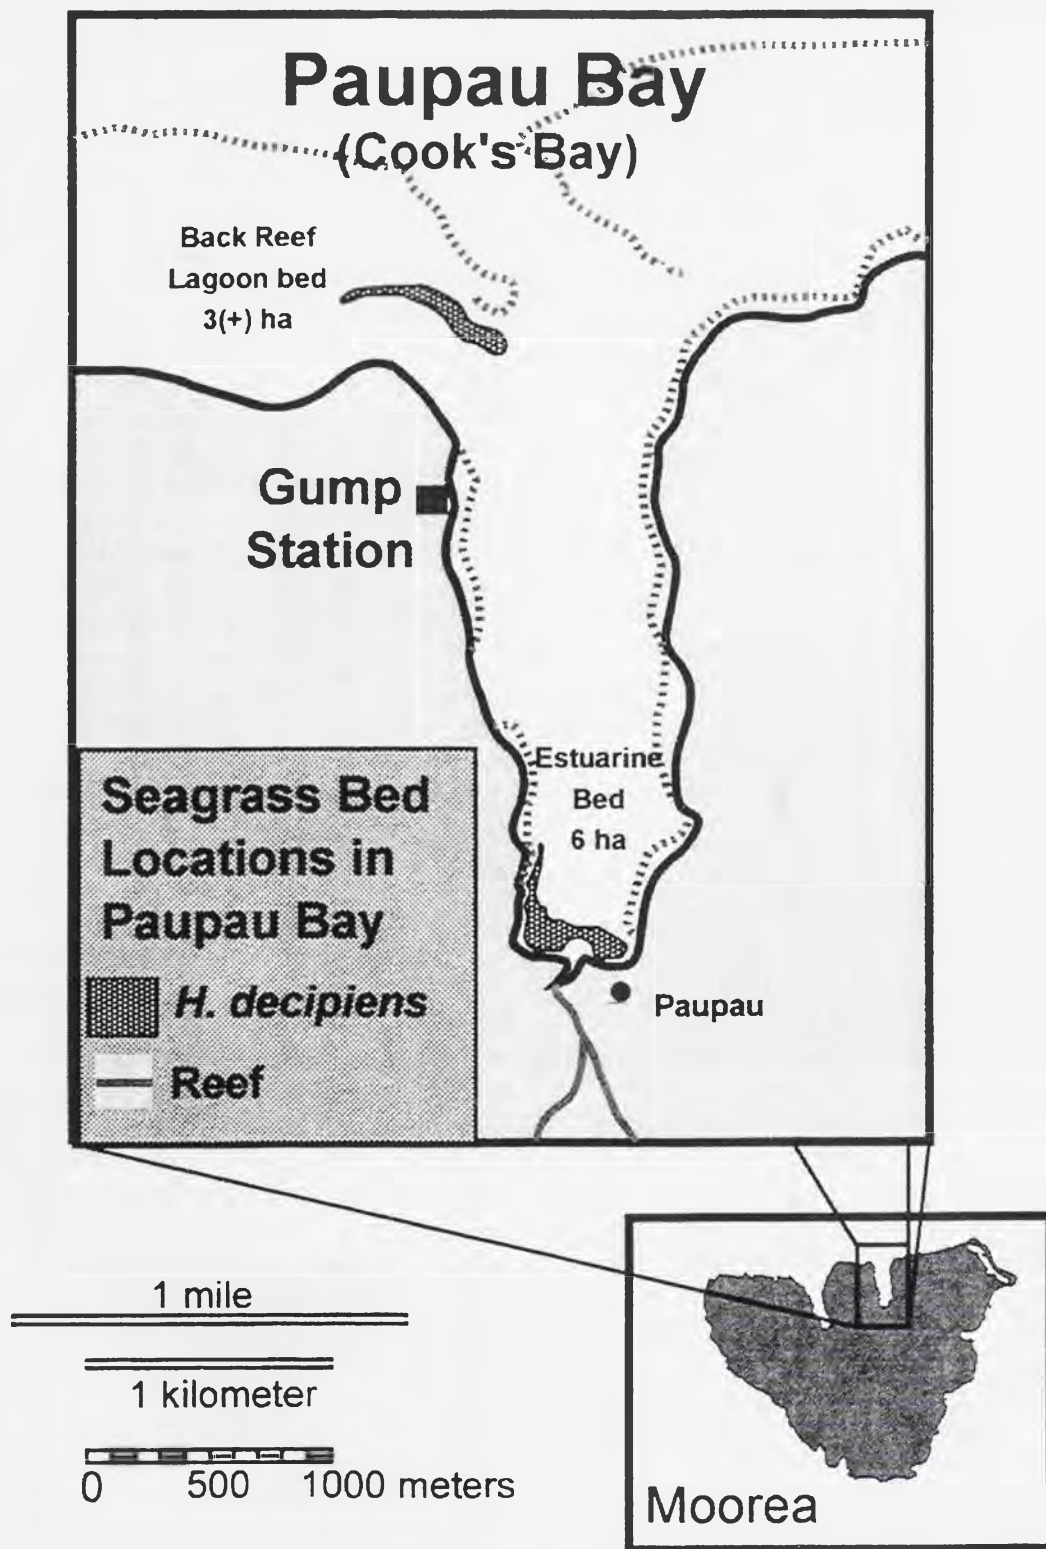 Paupau Bay
(Cook's Bay)
Back Reef
Lagoon bed
3(+) ha
Gump
Station
Estuarine
Bed
6 ha
Seagrass Bed
Locations in
Paupau Bay
H. decipiens
Reef
Paupau
1 mile
1 kilometer
0 500 1000 meters
Moorea